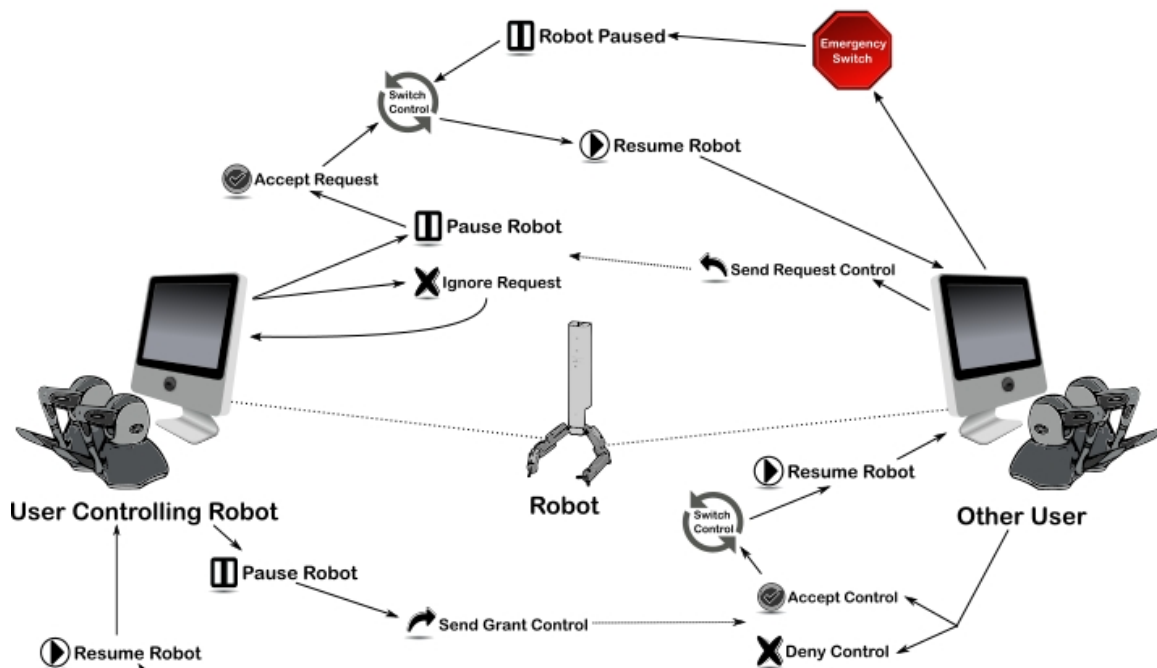 Robot Paused
Emergency
Switch
Switch
Control
Resume Robot
Accept Request
Pause Robot
Send Request Control
Ignore Request
Resume Robot
User Controlling Robot
Robot
Switch
Control
Other User
Pause Robot
Accept Control
Send Grant Control
Resume Robot
Deny Control